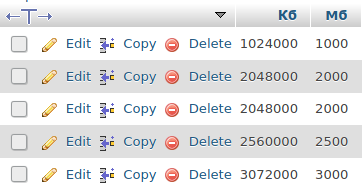 Кб Мб
Edit Copy Delete 1024000 1000
Edit Copy Delete 2048000 2000
Edit Copy Delete 2048000 2000
Edit Copy Delete 2560000 2500
Edit Copy Delete 3072000 3000